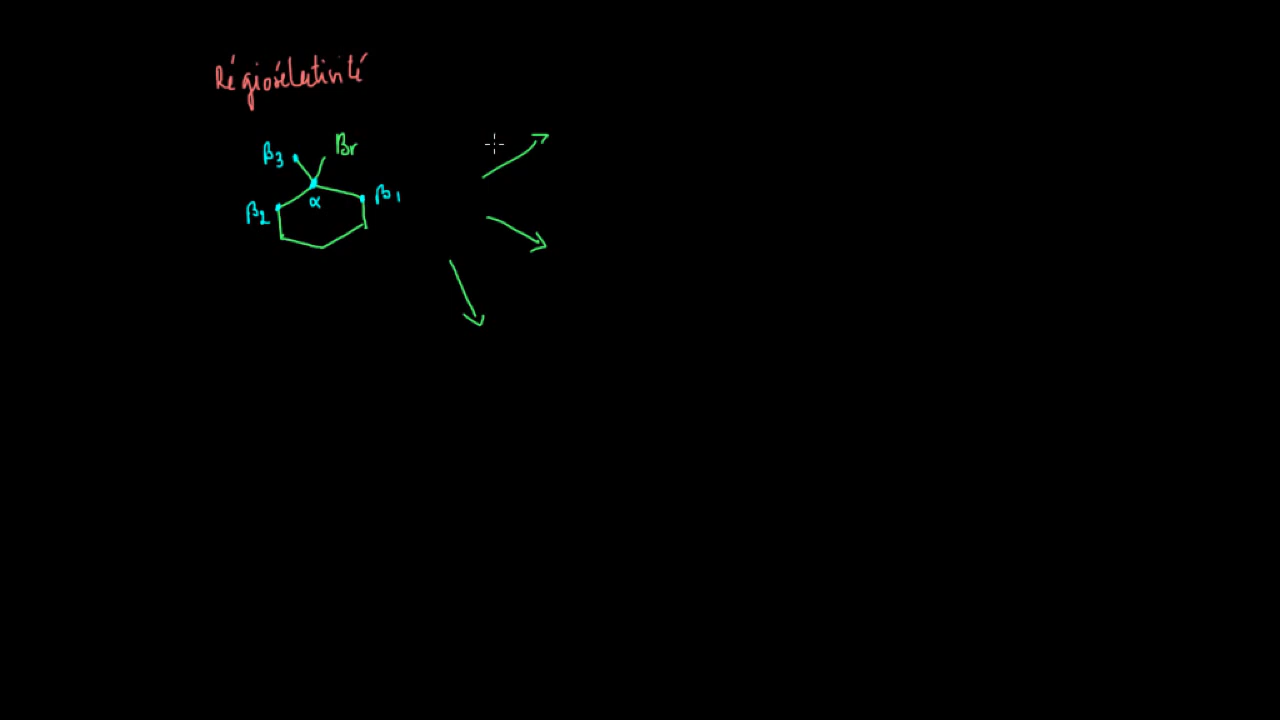 Régiosélectivité
β3 Br
β2 α β1